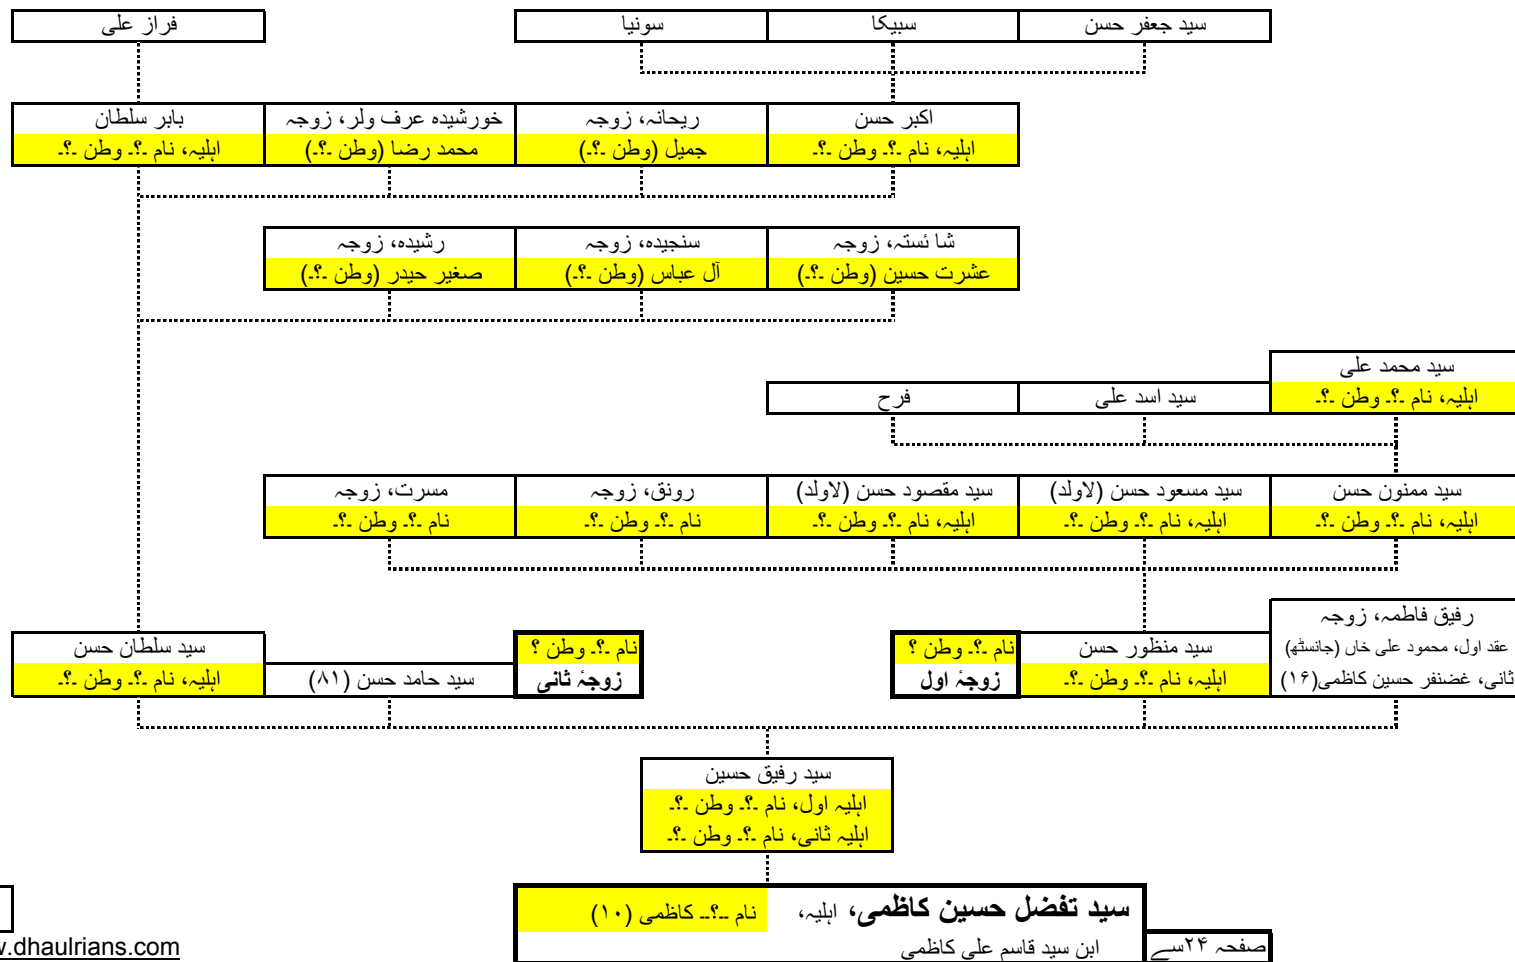 سید جعفر حسن
سبیکا
سونیا
فراز علی
اکبر حسن
اہلیہ، نام ـ؟ـ وطن ـ؟ـ
ریحانہ، زوجہ
جمیل (وطن ـ؟ـ)
خورشیدہ عرف ولر، زوجہ
محمد رضا (وطن ـ؟ـ)
بابر سلطان
اہلیہ، نام ـ؟ـ وطن ـ؟ـ
شا ئستہ، زوجہ
عشرت حسین (وطن ـ؟ـ)
سنجیدہ، زوجہ
آل عباس (وطن ـ؟ـ)
رشیدہ، زوجہ
صغیر حیدر (وطن ـ؟ـ)
سید محمد علی
اہلیہ، نام ـ؟ـ وطن ـ؟ـ
سید اسد علی
فرح
سید ممنون حسن
اہلیہ، نام ـ؟ـ وطن ـ؟ـ
سید مسعود حسن (لاولد)
اہلیہ، نام ـ؟ـ وطن ـ؟ـ
سید مقصود حسن (لاولد)
اہلیہ، نام ـ؟ـ وطن ـ؟ـ
رونق، زوجہ
نام ـ؟ـ وطن ـ؟ـ
مسرت، زوجہ
نام ـ؟ـ وطن ـ؟ـ
رفیق فاطمہ، زوجہ
عقد اول، محمود علی خاں (جانسٹھ)
ثانی، غضنفر حسین کاظمی(۱۶)
سید منظور حسن
اہلیہ، نام ـ؟ـ وطن ـ؟ـ
نام ـ؟ـ وطن ؟
زوجۂ اول
نام ـ؟ـ وطن ؟
زوجۂ ثانی
سید حامد حسن (۸۱)
سید سلطان حسن
اہلیہ، نام ـ؟ـ وطن ـ؟ـ
سید رفیق حسین
اہلیہ اول، نام ـ؟ـ وطن ـ؟ـ
اہلیہ ثانی، نام ـ؟ـ وطن ـ؟ـ
سید تفضل حسین کاظمی، اہلیہ، نام ــ؟ــ کاظمی (۱۰)
ابن سید قاسم علی کاظمی
صفحہ ۲۴سے
w.dhaulrians.com